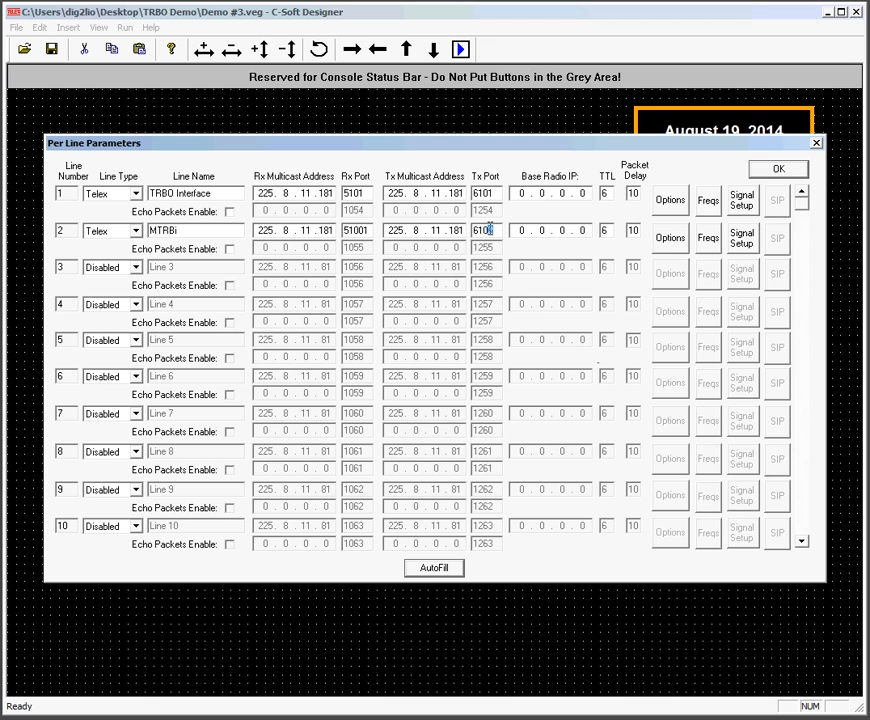 TELEX C:\Users\dig2lio\Desktop\TRBO Demo\Demo #3.veg - C-Soft Designer
File Edit Insert View Run Help
Reserved for Console Status Bar - Do Not Put Buttons in the Grey Area!
August 19, 2014
Per Line Parameters
Line Number Line Type Line Name Rx Multicast Address Rx Port Tx Multicast Address Tx Port Base Radio IP: TTL Packet Delay OK
1 Telex TRBO Interface 225. 8 . 11 .181 5101 225. 8 . 11 .181 6101 0 . 0 . 0 . 0 6 10 Options Freqs Signal Setup SIP
Echo Packets Enable: 0 . 0 . 0 . 0 1054 0 . 0 . 0 . 0 1254
2 Telex MTRBi 225. 8 . 11 .181 51001 225. 8 . 11 .181 0 . 0 . 0 . 0 6 10 Options Freqs Signal Setup SIP
Echo Packets Enable: 0 . 0 . 0 . 0 1055 0 . 0 . 0 . 0 1255
3 Disabled Line 3 225. 8 . 11 . 81 1056 225. 8 . 11 . 81 1256 0 . 0 . 0 . 0 6 10 Options Freqs Signal Setup SIP
Echo Packets Enable: 0 . 0 . 0 . 0 1056 0 . 0 . 0 . 0 1256
4 Disabled Line 4 225. 8 . 11 . 81 1057 225. 8 . 11 . 81 1257 0 . 0 . 0 . 0 6 10 Options Freqs Signal Setup SIP
Echo Packets Enable: 0 . 0 . 0 . 0 1057 0 . 0 . 0 . 0 1257
5 Disabled Line 5 225. 8 . 11 . 81 1058 225. 8 . 11 . 81 1258 0 . 0 . 0 . 0 6 10 Options Freqs Signal Setup SIP
Echo Packets Enable: 0 . 0 . 0 . 0 1058 0 . 0 . 0 . 0 1258
6 Disabled Line 6 225. 8 . 11 . 81 1059 225. 8 . 11 . 81 1259 0 . 0 . 0 . 0 6 10 Options Freqs Signal Setup SIP
Echo Packets Enable: 0 . 0 . 0 . 0 1059 0 . 0 . 0 . 0 1259
7 Disabled Line 7 225. 8 . 11 . 81 1060 225. 8 . 11 . 81 1260 0 . 0 . 0 . 0 6 10 Options Freqs Signal Setup SIP
Echo Packets Enable: 0 . 0 . 0 . 0 1060 0 . 0 . 0 . 0 1260
8 Disabled Line 8 225. 8 . 11 . 81 1061 225. 8 . 11 . 81 1261 0 . 0 . 0 . 0 6 10 Options Freqs Signal Setup SIP
Echo Packets Enable: 0 . 0 . 0 . 0 1061 0 . 0 . 0 . 0 1261
9 Disabled Line 9 225. 8 . 11 . 81 1062 225. 8 . 11 . 81 1262 0 . 0 . 0 . 0 6 10 Options Freqs Signal Setup SIP
Echo Packets Enable: 0 . 0 . 0 . 0 1062 0 . 0 . 0 . 0 1262
10 Disabled Line 10 225. 8 . 11 . 81 1063 225. 8 . 11 . 81 1263 0 . 0 . 0 . 0 6 10 Options Freqs Signal Setup SIP
Echo Packets Enable: 0 . 0 . 0 . 0 1063 0 . 0 . 0 . 0 1263
AutoFill
Ready NUM